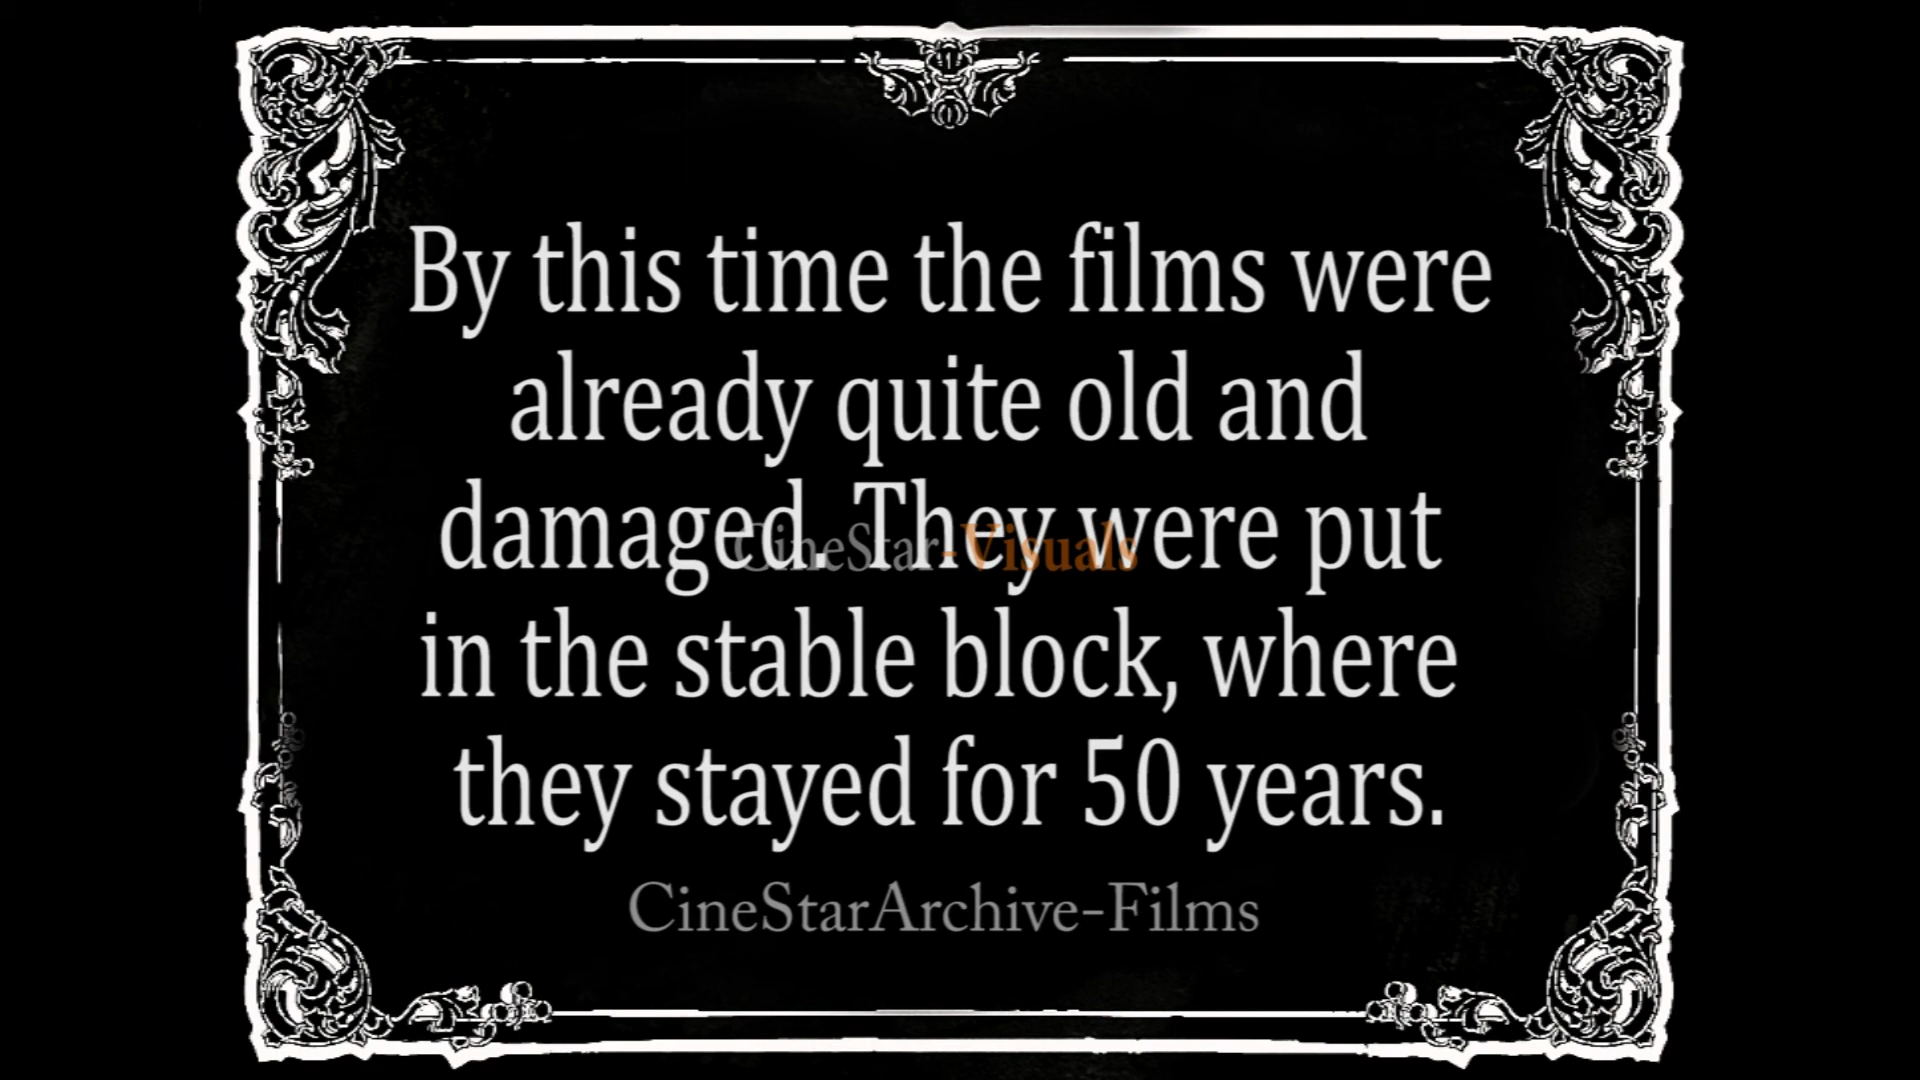 By this time the films were
already quite old and
damaged. They were put
CineStar-Visuals
in the stable block, where
they stayed for 50 years.
CineStarArchive-Films